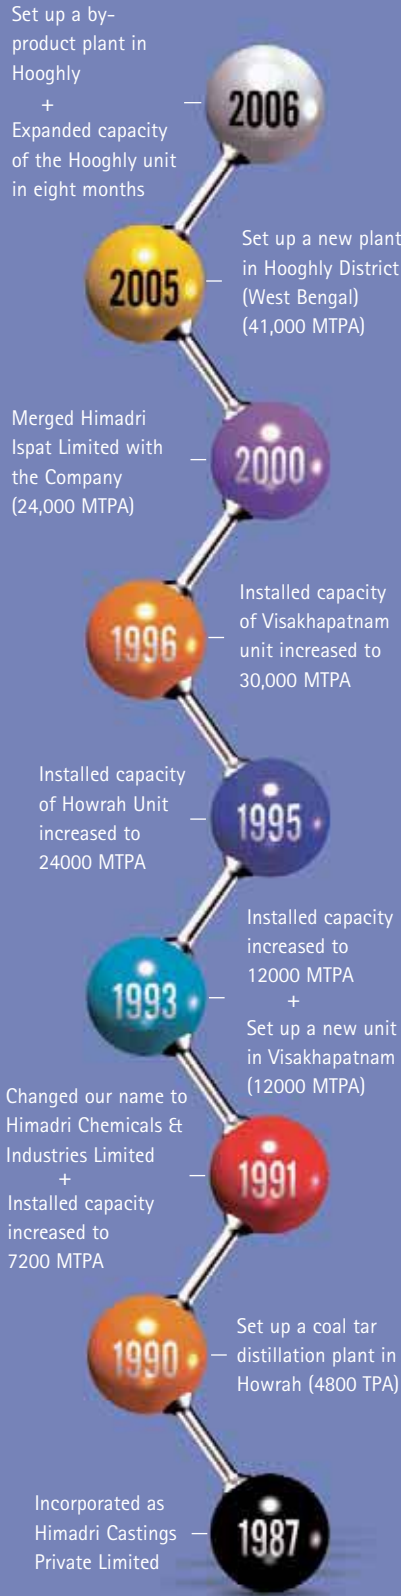 Set up a by-
product plant in
Hooghly
+
Expanded capacity
of the Hooghly unit
in eight months
2006
2005
Set up a new plant
in Hooghly District
(West Bengal)
(41,000 MTPA)
Merged Himadri
Ispat Limited with
the Company
(24,000 MTPA)
2000
1996
Installed capacity
of Visakhapatnam
unit increased to
30,000 MTPA
Installed capacity
of Howrah Unit
increased to
24000 MTPA
1995
1993
Installed capacity
increased to
12000 MTPA
+
Set up a new unit
in Visakhapatnam
(12000 MTPA)
Changed our name to
Himadri Chemicals &
Industries Limited
+
Installed capacity
increased to
7200 MTPA
1991
1990
Set up a coal tar
distillation plant in
Howrah (4800 TPA)
Incorporated as
Himadri Castings
Private Limited
1987